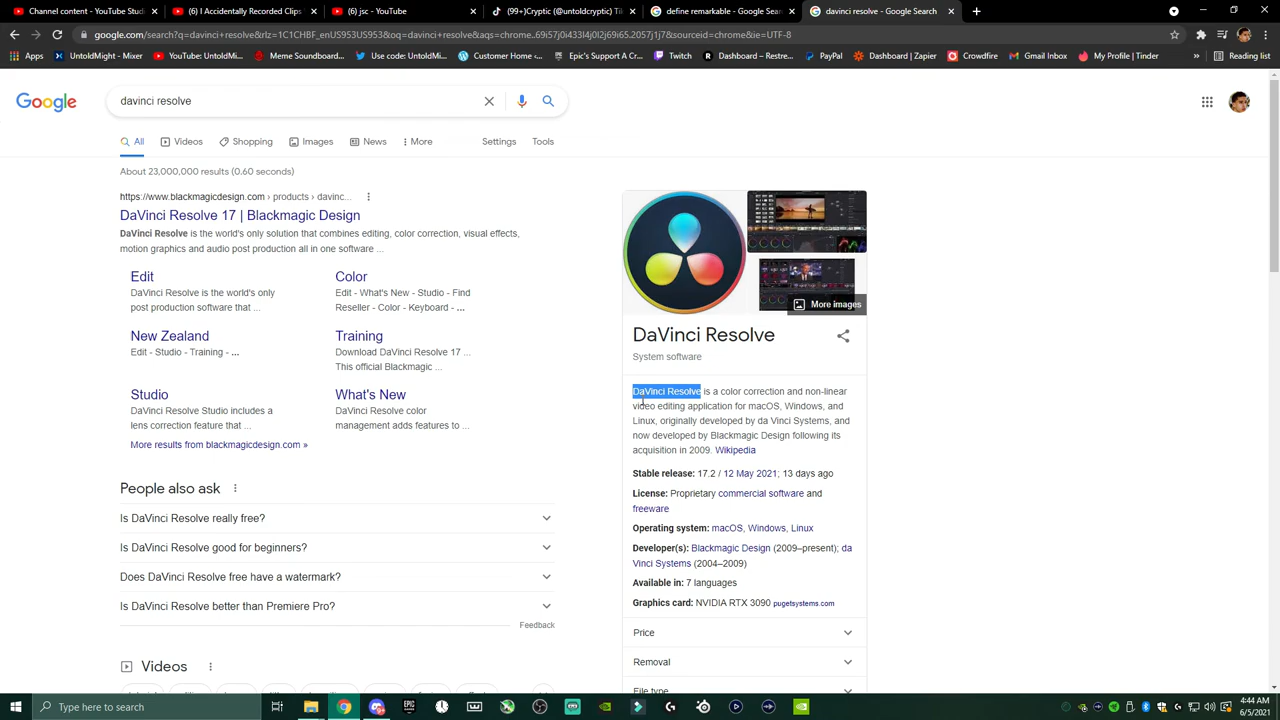 Channel content - YouTube Studio
Accidentally Recorded Clips
(6) YouTube
(99+)Cryptic (@untoldcryptic) Tik
define resolve - Google Search
davinci resolve - Google Search
google.com/search?q=davinci+resolve&rlz=1C1CHBF_enUS953US953&oq=davinci+resolve&aqs=chrome..69i57j0i433l4j0l2j69i65.2057j1j7&sourceid=chrome&ie=UTF-8
Apps
UntoldMight - Mixer
YouTube: UntoldMig...
Meme Soundboard...
Use code: UntoldMi...
Customer Home <...
Epic's Support A Cr...
Twitch
Dashboard – Restre...
Patreon
Dashboard | Zapier
Crowdfire
Gmail Inbox
My Profile | Tinder
»
Reading list
Google
davinci resolve
All
Videos
Shopping
Images
News
More
Settings
Tools
About 23,000,000 results (0.60 seconds)
https://www.blackmagicdesign.com › products › davinc...
DaVinci Resolve 17 | Blackmagic Design
DaVinci Resolve is the world's only solution that combines editing, color correction, visual effects,
motion graphics and audio post production all in one software ...
Edit
DaVinci Resolve is the world's only
post production software that ...
Color
Edit - What's New - Studio - Find
Reseller - Color - Keyboard - ...
New Zealand
Edit - Studio - Training - ...
Training
Download DaVinci Resolve 17 ...
This official Blackmagic ...
Studio
DaVinci Resolve Studio includes a
lens correction feature that ...
What's New
DaVinci Resolve color
management adds features to ...
More results from blackmagicdesign.com »
People also ask
Is DaVinci Resolve really free?
Is DaVinci Resolve good for beginners?
Does DaVinci Resolve free have a watermark?
Is DaVinci Resolve better than Premiere Pro?
Feedback
Videos
More images
DaVinci Resolve
System software
DaVinci Resolve is a color correction and non-linear
video editing application for macOS, Windows, and
Linux, originally developed by da Vinci Systems, and
now developed by Blackmagic Design following its
acquisition in 2009. Wikipedia
Stable release: 17.2 / 12 May 2021; 13 days ago
License: Proprietary commercial software and
freeware
Operating system: macOS, Windows, Linux
Developer(s): Blackmagic Design (2009–present); da
Vinci Systems (2004–2009)
Available in: 7 languages
Graphics card: NVIDIA RTX 3090 pugetsystems.com
Price
Removal
File type
Type here to search
4:44 AM
6/5/2021